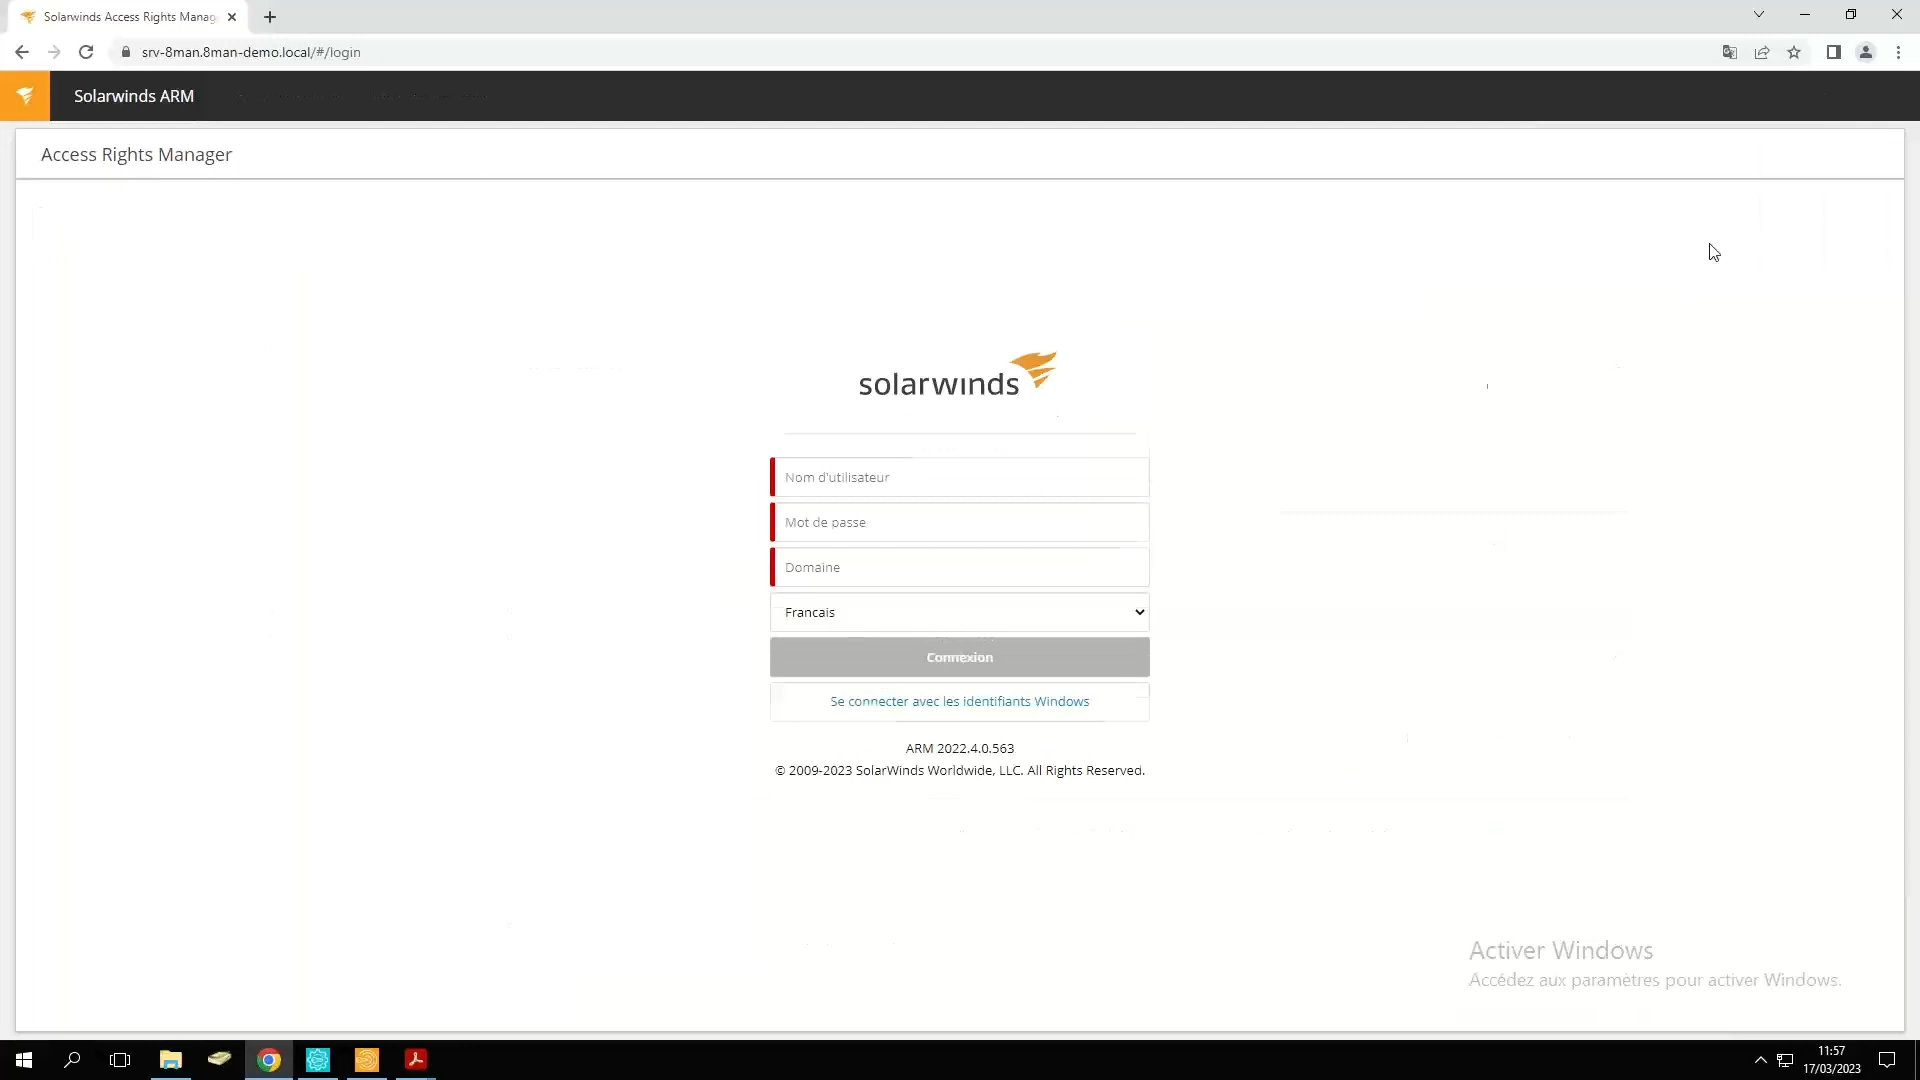 Solarwinds Access Rights Manag
srv-8man.8man-demo.local/#/login
Solarwinds ARM
Access Rights Manager
solarwinds
Nom d'utilisateur
Mot de passe
Domaine
Francais
Connexion
Se connecter avec les identifiants Windows
ARM 2022.4.0.563
© 2009-2023 SolarWinds Worldwide, LLC. All Rights Reserved.
Activer Windows
Accédez aux paramètres pour activer Windows.
11:57
17/03/2023